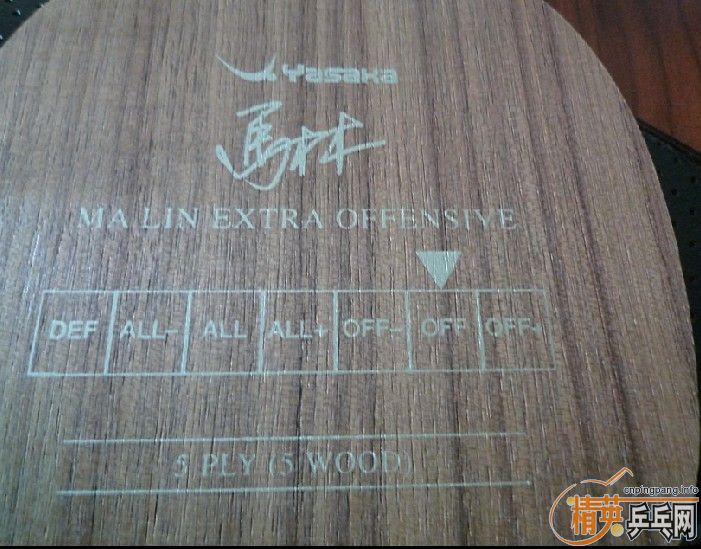 Yasaka
馬林
MA LIN EXTRA OFFENSIVE
DEF ALL- ALL ALL+ OFF- OFF OFF+
5 PLY (5 WOOD)
cnpingpang.info
精英乒乓网